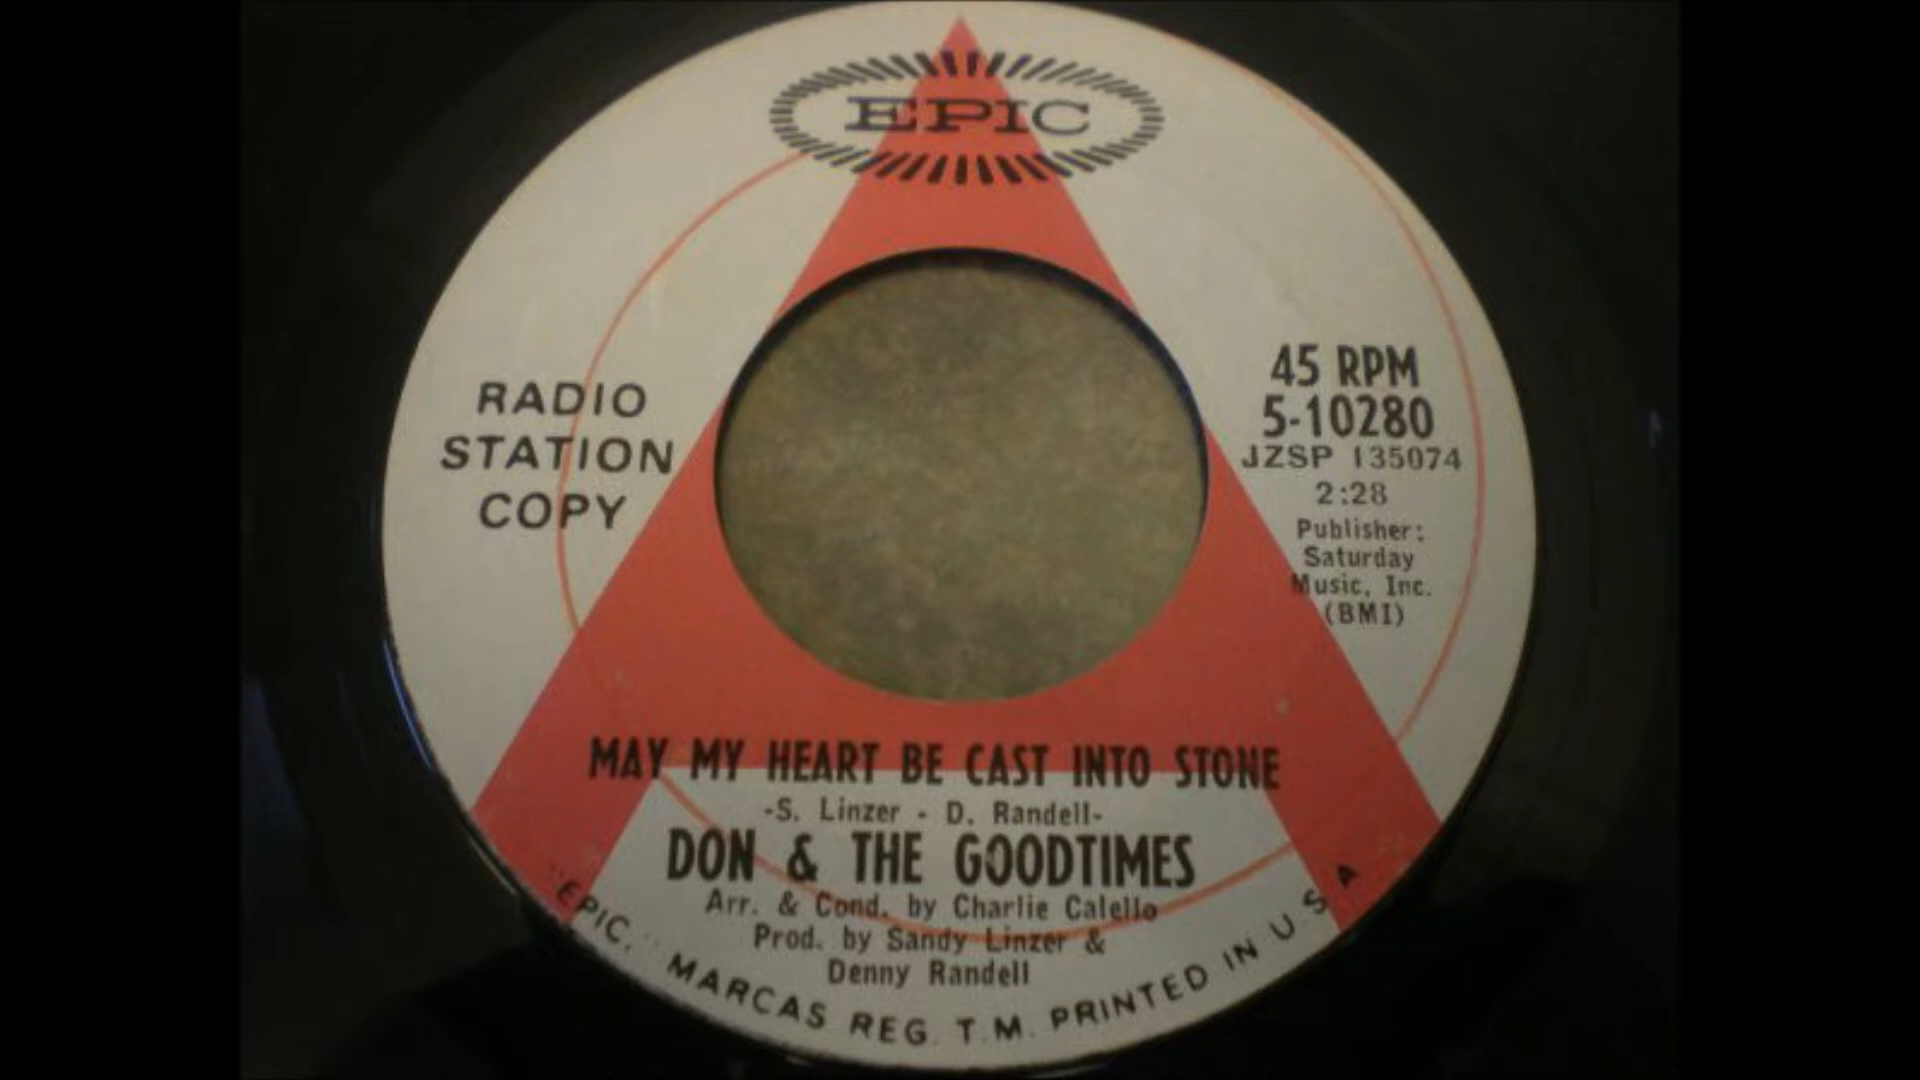 EPIC
RADIO
STATION
COPY
45 RPM
5-10280
JZSP 135074
2:28
Publisher:
Saturday
Music, Inc.
(BMI)
MAY MY HEART BE CAST INTO STONE
-S. Linzer - D. Randell-
DON & THE GOODTIMES
Arr. & Cond. by Charlie Calello
Prod. by Sandy Linzer &
Denny Randell
"EPIC," MARCAS REG. T.M. PRINTED IN U.S.A